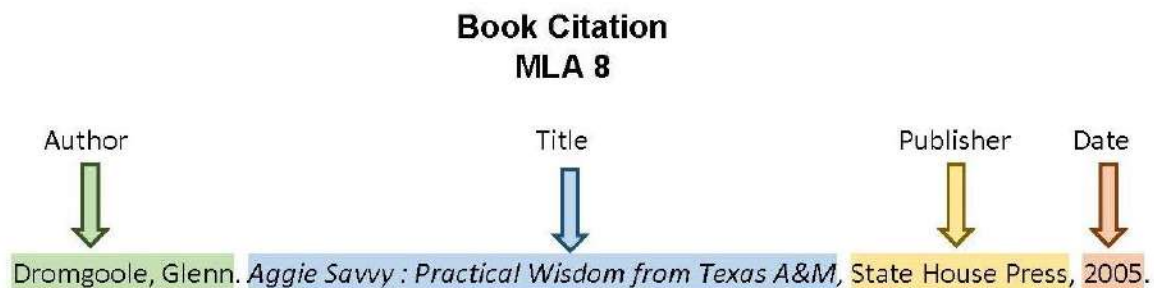 Book Citation
MLA 8
Author Title Publisher Date
Dromgoole, Glenn. Aggie Savvy : Practical Wisdom from Texas A&M, State House Press, 2005.